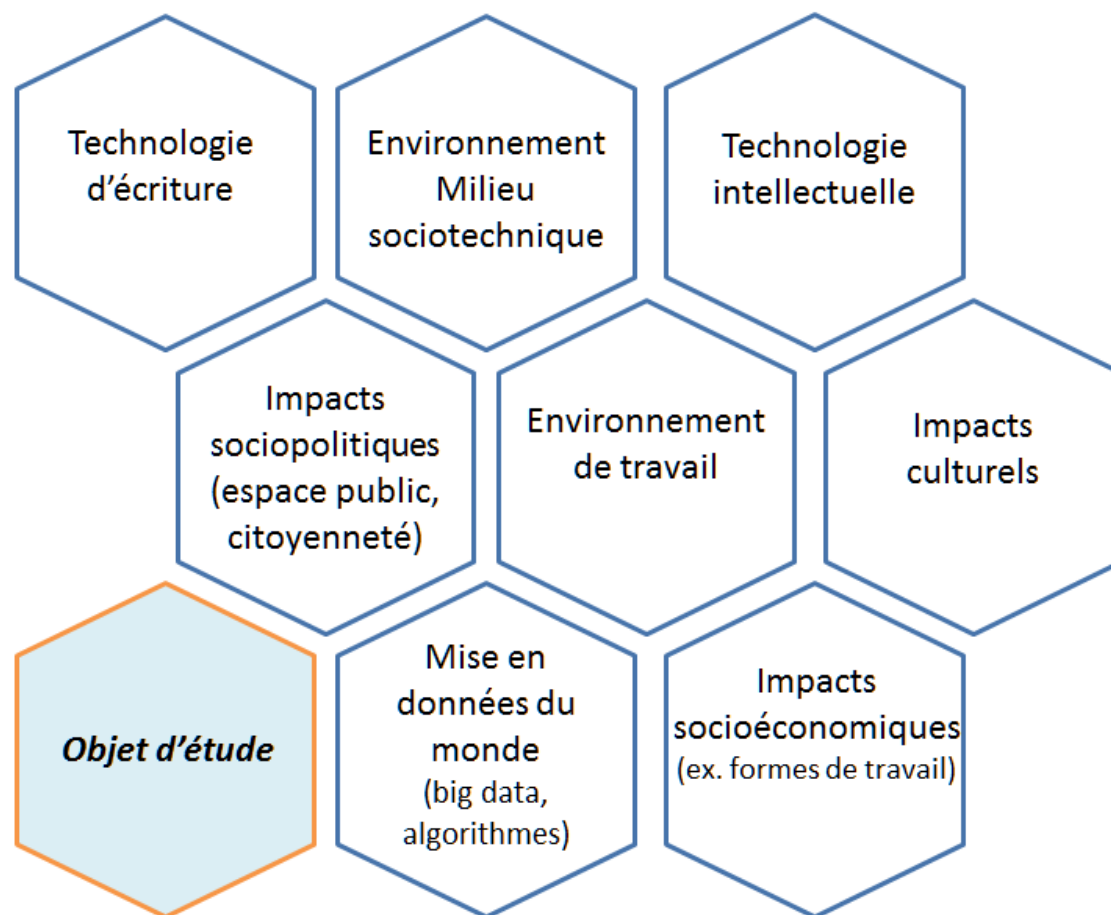 Technologie
d’écriture
Environnement
Milieu
sociotechnique
Technologie
intellectuelle
Impacts
sociopolitiques
(espace public,
citoyenneté)
Environnement
de travail
Impacts
culturels
Objet d’étude
Mise en
données du
monde
(big data,
algorithmes)
Impacts
socioéconomiques
(ex. formes de travail)